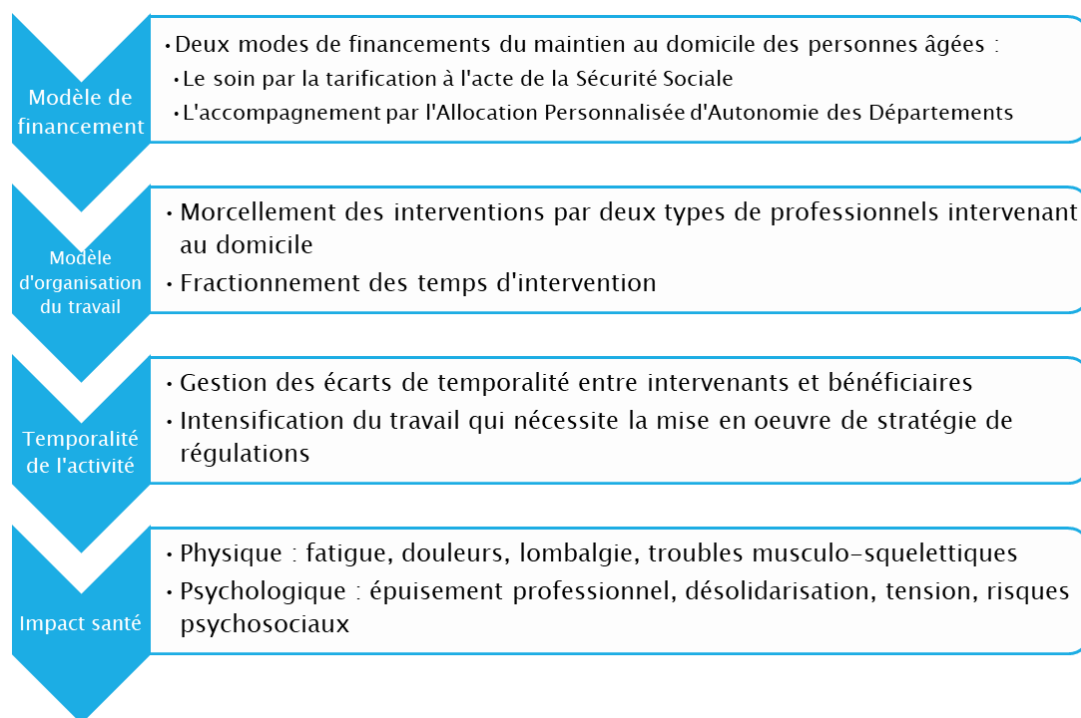 Modèle de
financement
·Deux modes de financements du maintien au domicile des personnes âgées :
·Le soin par la tarification à l'acte de la Sécurité Sociale
·L'accompagnement par l'Allocation Personnalisée d'Autonomie des Départements
Modèle
d'organisation
du travail
· Morcellement des interventions par deux types de professionnels intervenant
au domicile
· Fractionnement des temps d'intervention
Temporalité
de l'activité
· Gestion des écarts de temporalité entre intervenants et bénéficiaires
· Intensification du travail qui nécessite la mise en oeuvre de stratégie de
régulations
Impact santé
· Physique : fatigue, douleurs, lombalgie, troubles musculo-squelettiques
· Psychologique : épuisement professionnel, désolidarisation, tension, risques
psychosociaux